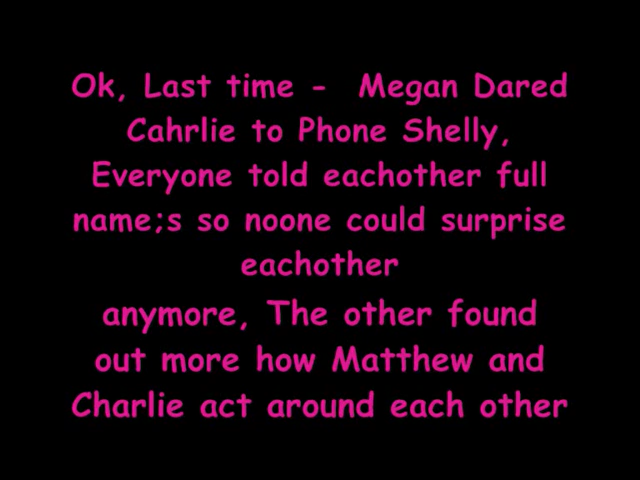 Ok, Last time -  Megan Dared
Cahrlie to Phone Shelly,
Everyone told eachother full
name;s so noone could surprise
eachother
anymore, The other found
out more how Matthew and
Charlie act around each other